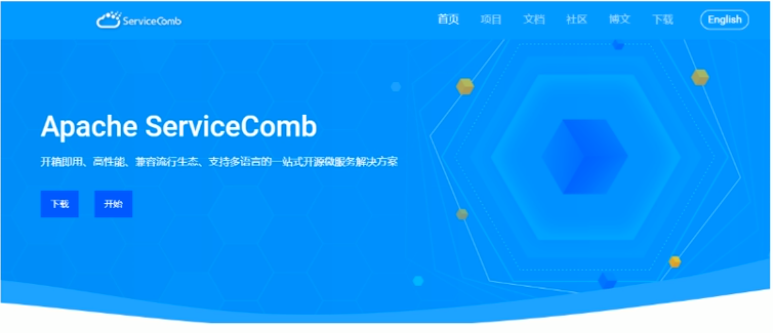 ServiceComb
首页 项目 文档 社区 博文 下载 English
Apache ServiceComb
开箱即用、高性能、兼容流行生态、支持多语言的一站式开源微服务解决方案
下载 开始